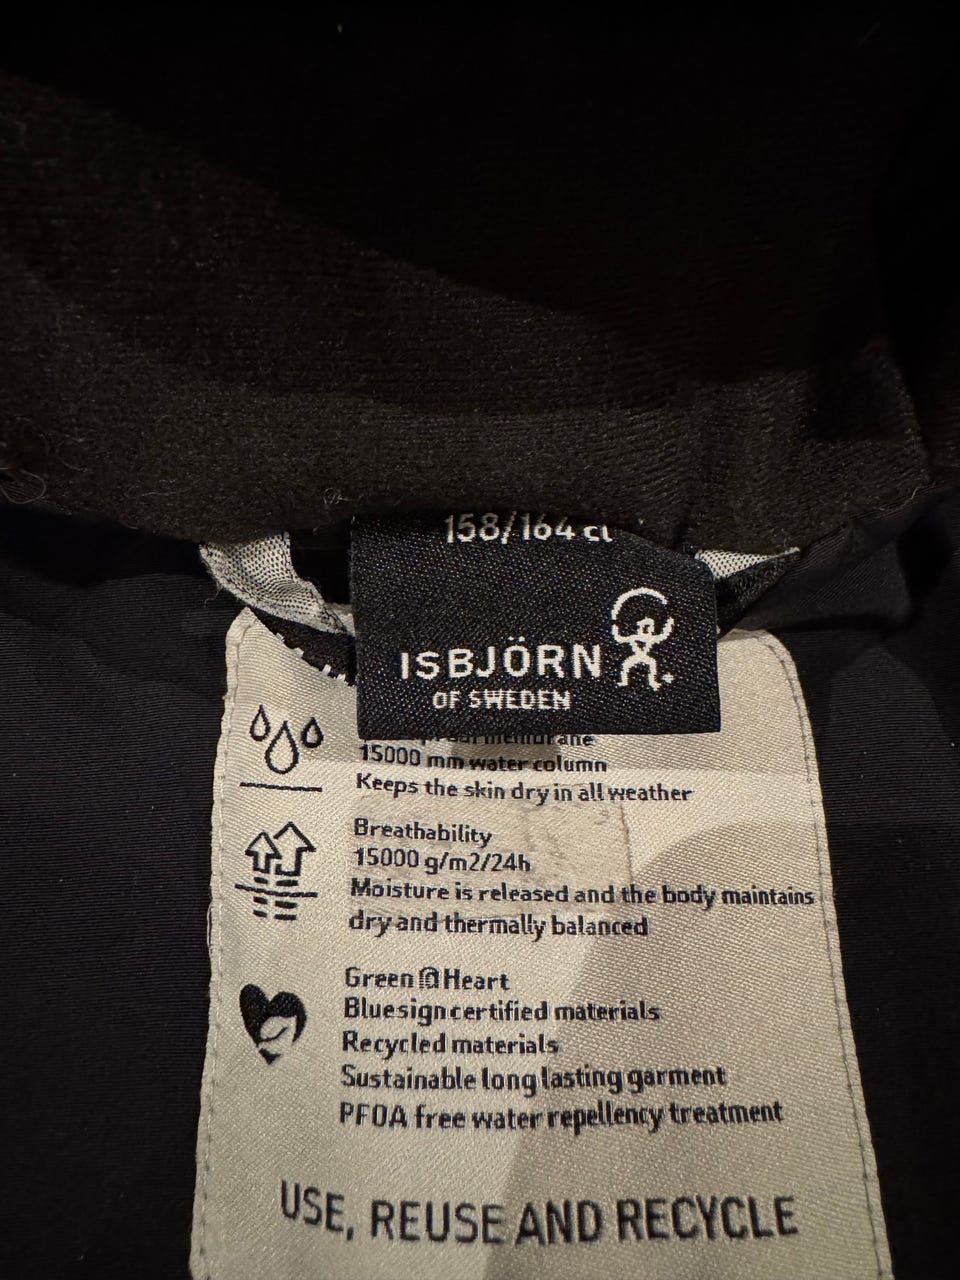 158/164 cl
ISBJÖRN
OF SWEDEN
membrane
15000 mm water column
Keeps the skin dry in all weather
Breathability
15000 g/m2/24h
Moisture is released and the body maintains
dry and thermally balanced
Green@Heart
Bluesign certified materials
Recycled materials
Sustainable long lasting garment
PFOA free water repellency treatment
USE, REUSE AND RECYCLE